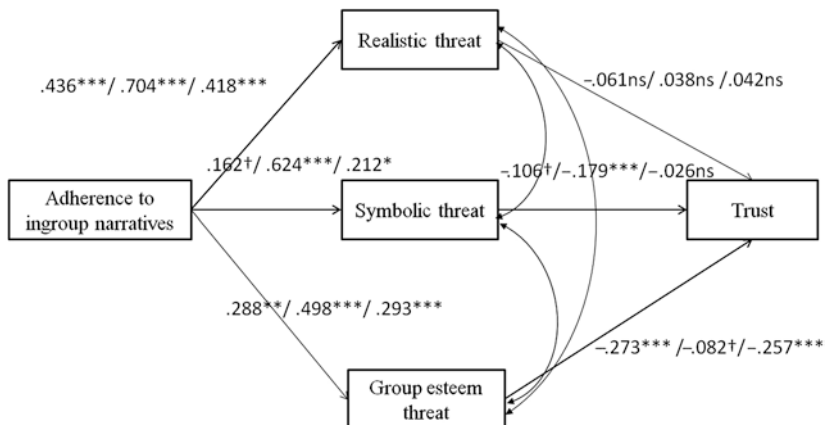 Realistic threat
.436***/ .704***/ .418***
–.061ns/ .038ns /.042ns
.162†/ .624***/ .212*
–.106†/–.179***/–.026ns
Adherence to
ingroup narratives
Symbolic threat
Trust
.288**/ .498***/ .293***
–.273*** /–.082†/–.257***
Group esteem
threat